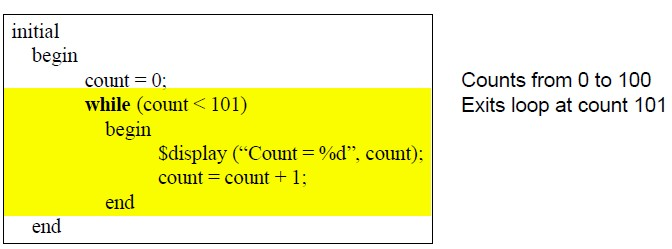 initial
begin
count = 0;
while (count < 101)
begin
$display (“Count = %d”, count);
count = count + 1;
end
end
Counts from 0 to 100
Exits loop at count 101